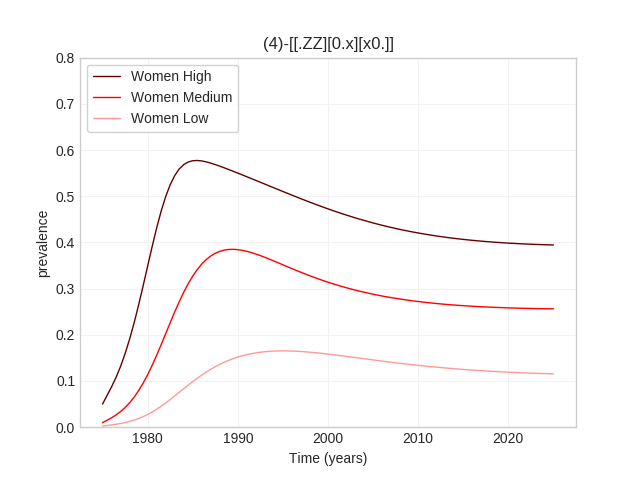 (4)-[[.ZZ][0.x][x0.]]
Women High
Women Medium
Women Low
prevalence
0.8
0.7
0.6
0.5
0.4
0.3
0.2
0.1
0.0
1980 1990 2000 2010 2020
Time (years)